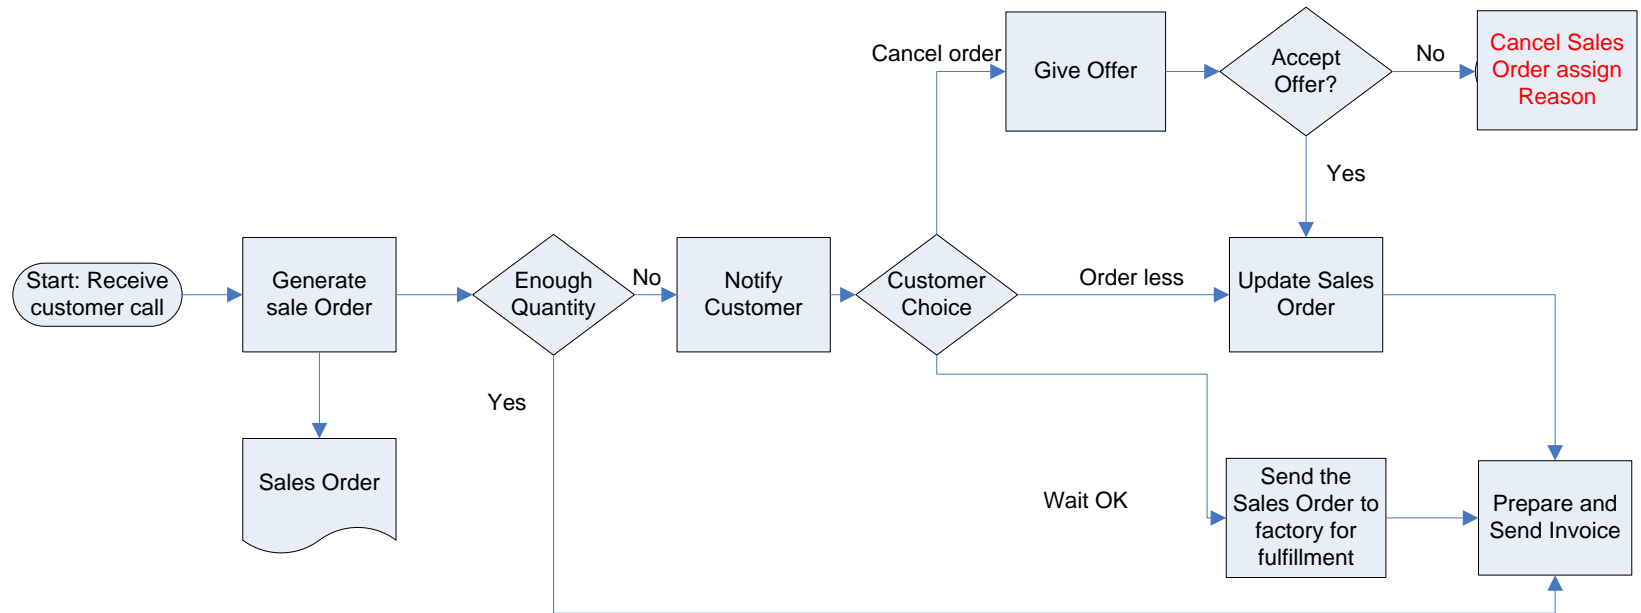 Cancel order
Give Offer
Accept
Offer?
No
Cancel Sales
Order assign
Reason
Yes
Start: Receive
customer call
Generate
sale Order
Enough
Quantity
No
Notify
Customer
Customer
Choice
Order less
Update Sales
Order
Yes
Sales Order
Wait OK
Send the
Sales Order to
factory for
fulfillment
Prepare and
Send Invoice